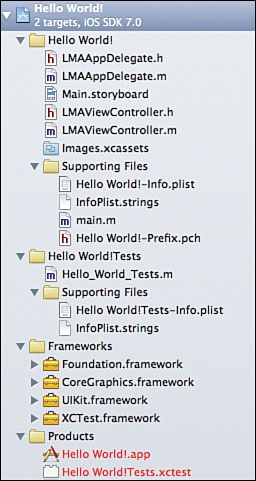 Hello World!
2 targets, iOS SDK 7.0
Hello World!
LMAAppDelegate.h
LMAAppDelegate.m
Main.storyboard
LMAViewController.h
LMAViewController.m
Images.xcassets
Supporting Files
Hello World!-Info.plist
InfoPlist.strings
main.m
Hello World!-Prefix.pch
Hello World!Tests
Hello_World_Tests.m
Supporting Files
Hello World!Tests-Info.plist
InfoPlist.strings
Frameworks
Foundation.framework
CoreGraphics.framework
UIKit.framework
XCTest.framework
Products
Hello World!.app
Hello World!Tests.xctest